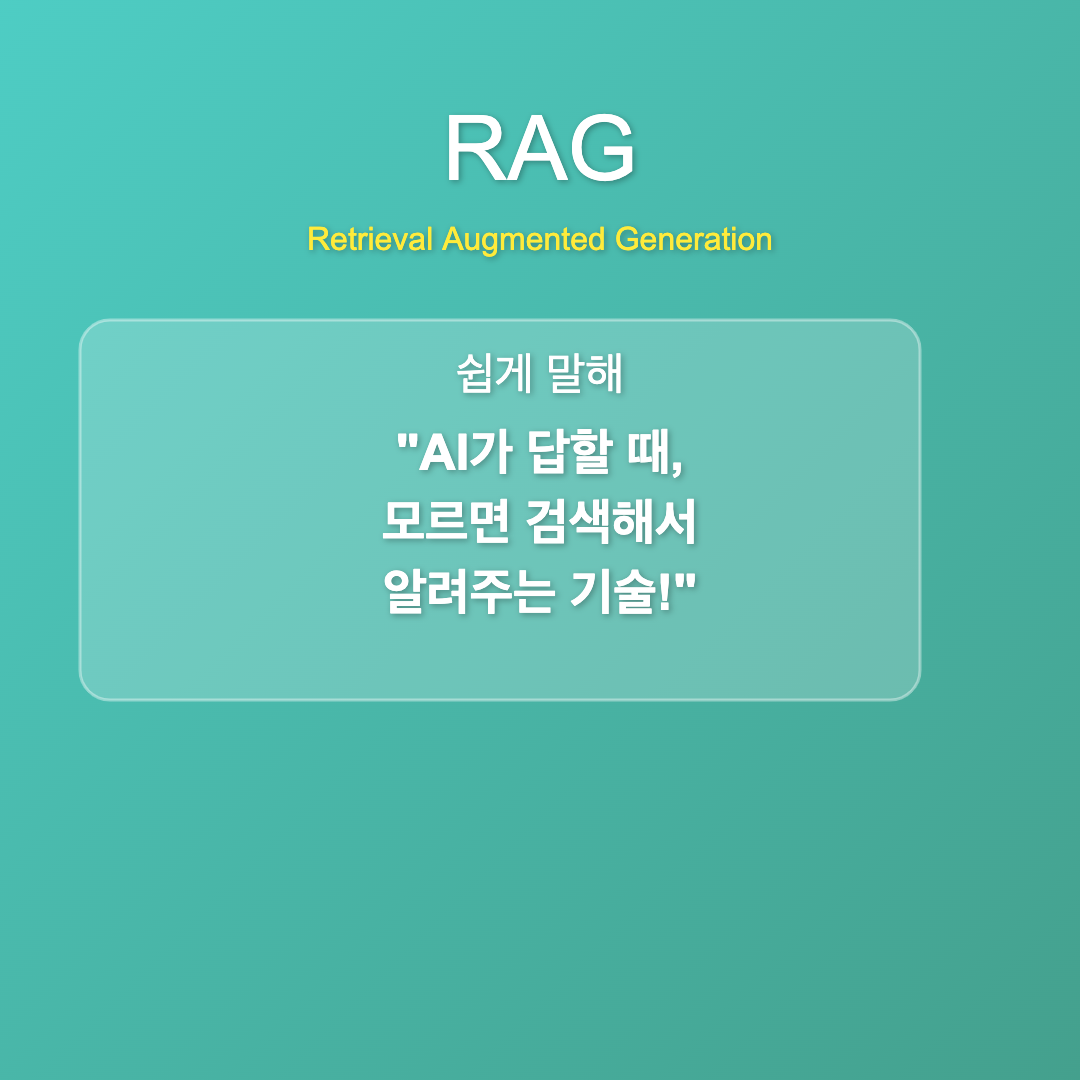 RAG
Retrieval Augmented Generation
쉽게 말해
"AI가 답할 때,
모르면 검색해서
알려주는 기술!"